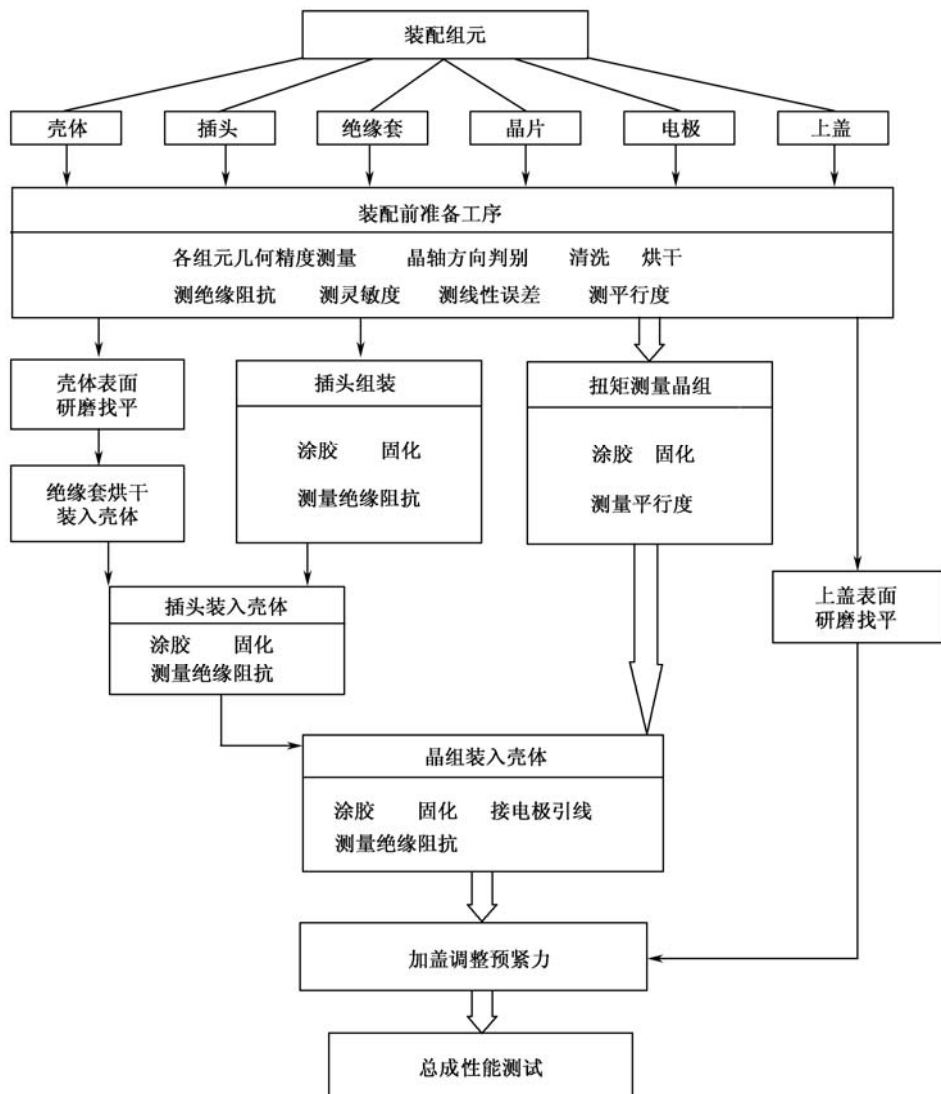 装配组元
壳体
插头
绝缘套
晶片
电极
上盖
装配前准备工序
各组元几何精度测量 晶轴方向判别 清洗 烘干
测绝缘阻抗 测灵敏度 测线性误差 测平行度
壳体表面
研磨找平
插头组装
涂胶 固化
测量绝缘阻抗
扭矩测量晶组
涂胶 固化
测量平行度
绝缘套烘干
装入壳体
插头装入壳体
涂胶 固化
测量绝缘阻抗
上盖表面
研磨找平
晶组装入壳体
涂胶 固化 接电极引线
测量绝缘阻抗
加盖调整预紧力
总成性能测试